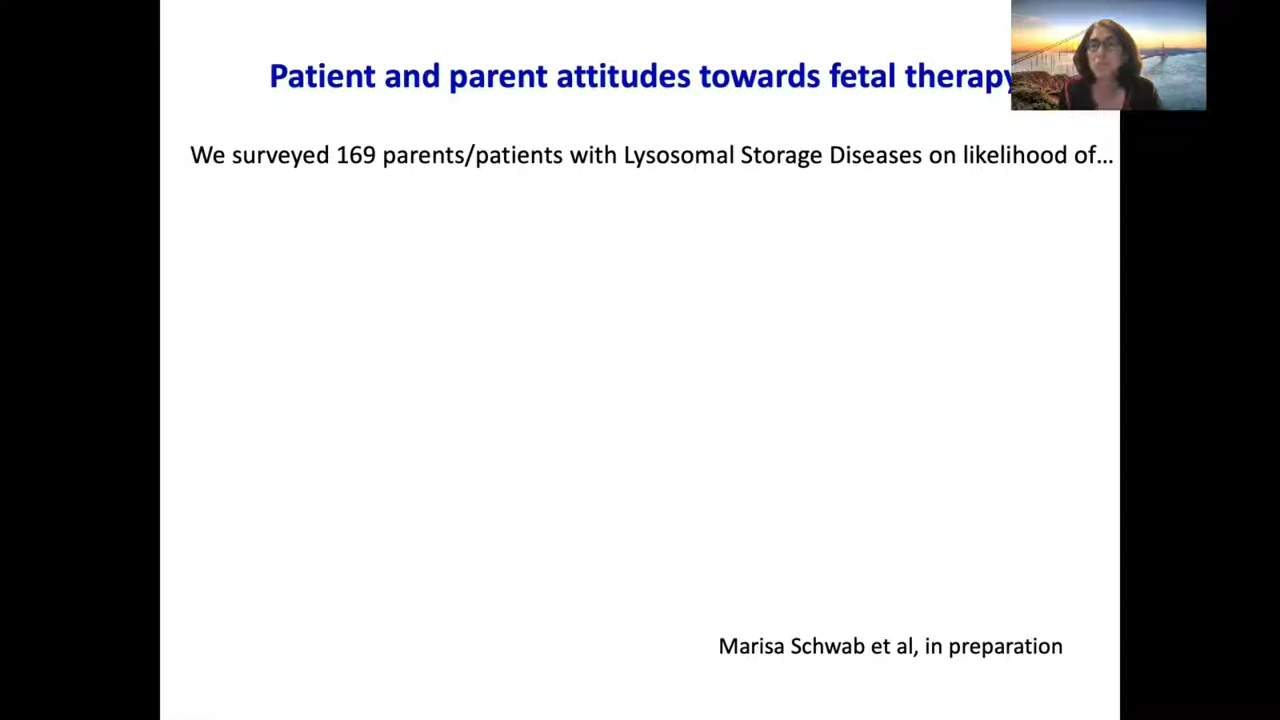 Patient and parent attitudes towards fetal therapy
We surveyed 169 parents/patients with Lysosomal Storage Diseases on likelihood of...
Marisa Schwab et al, in preparation